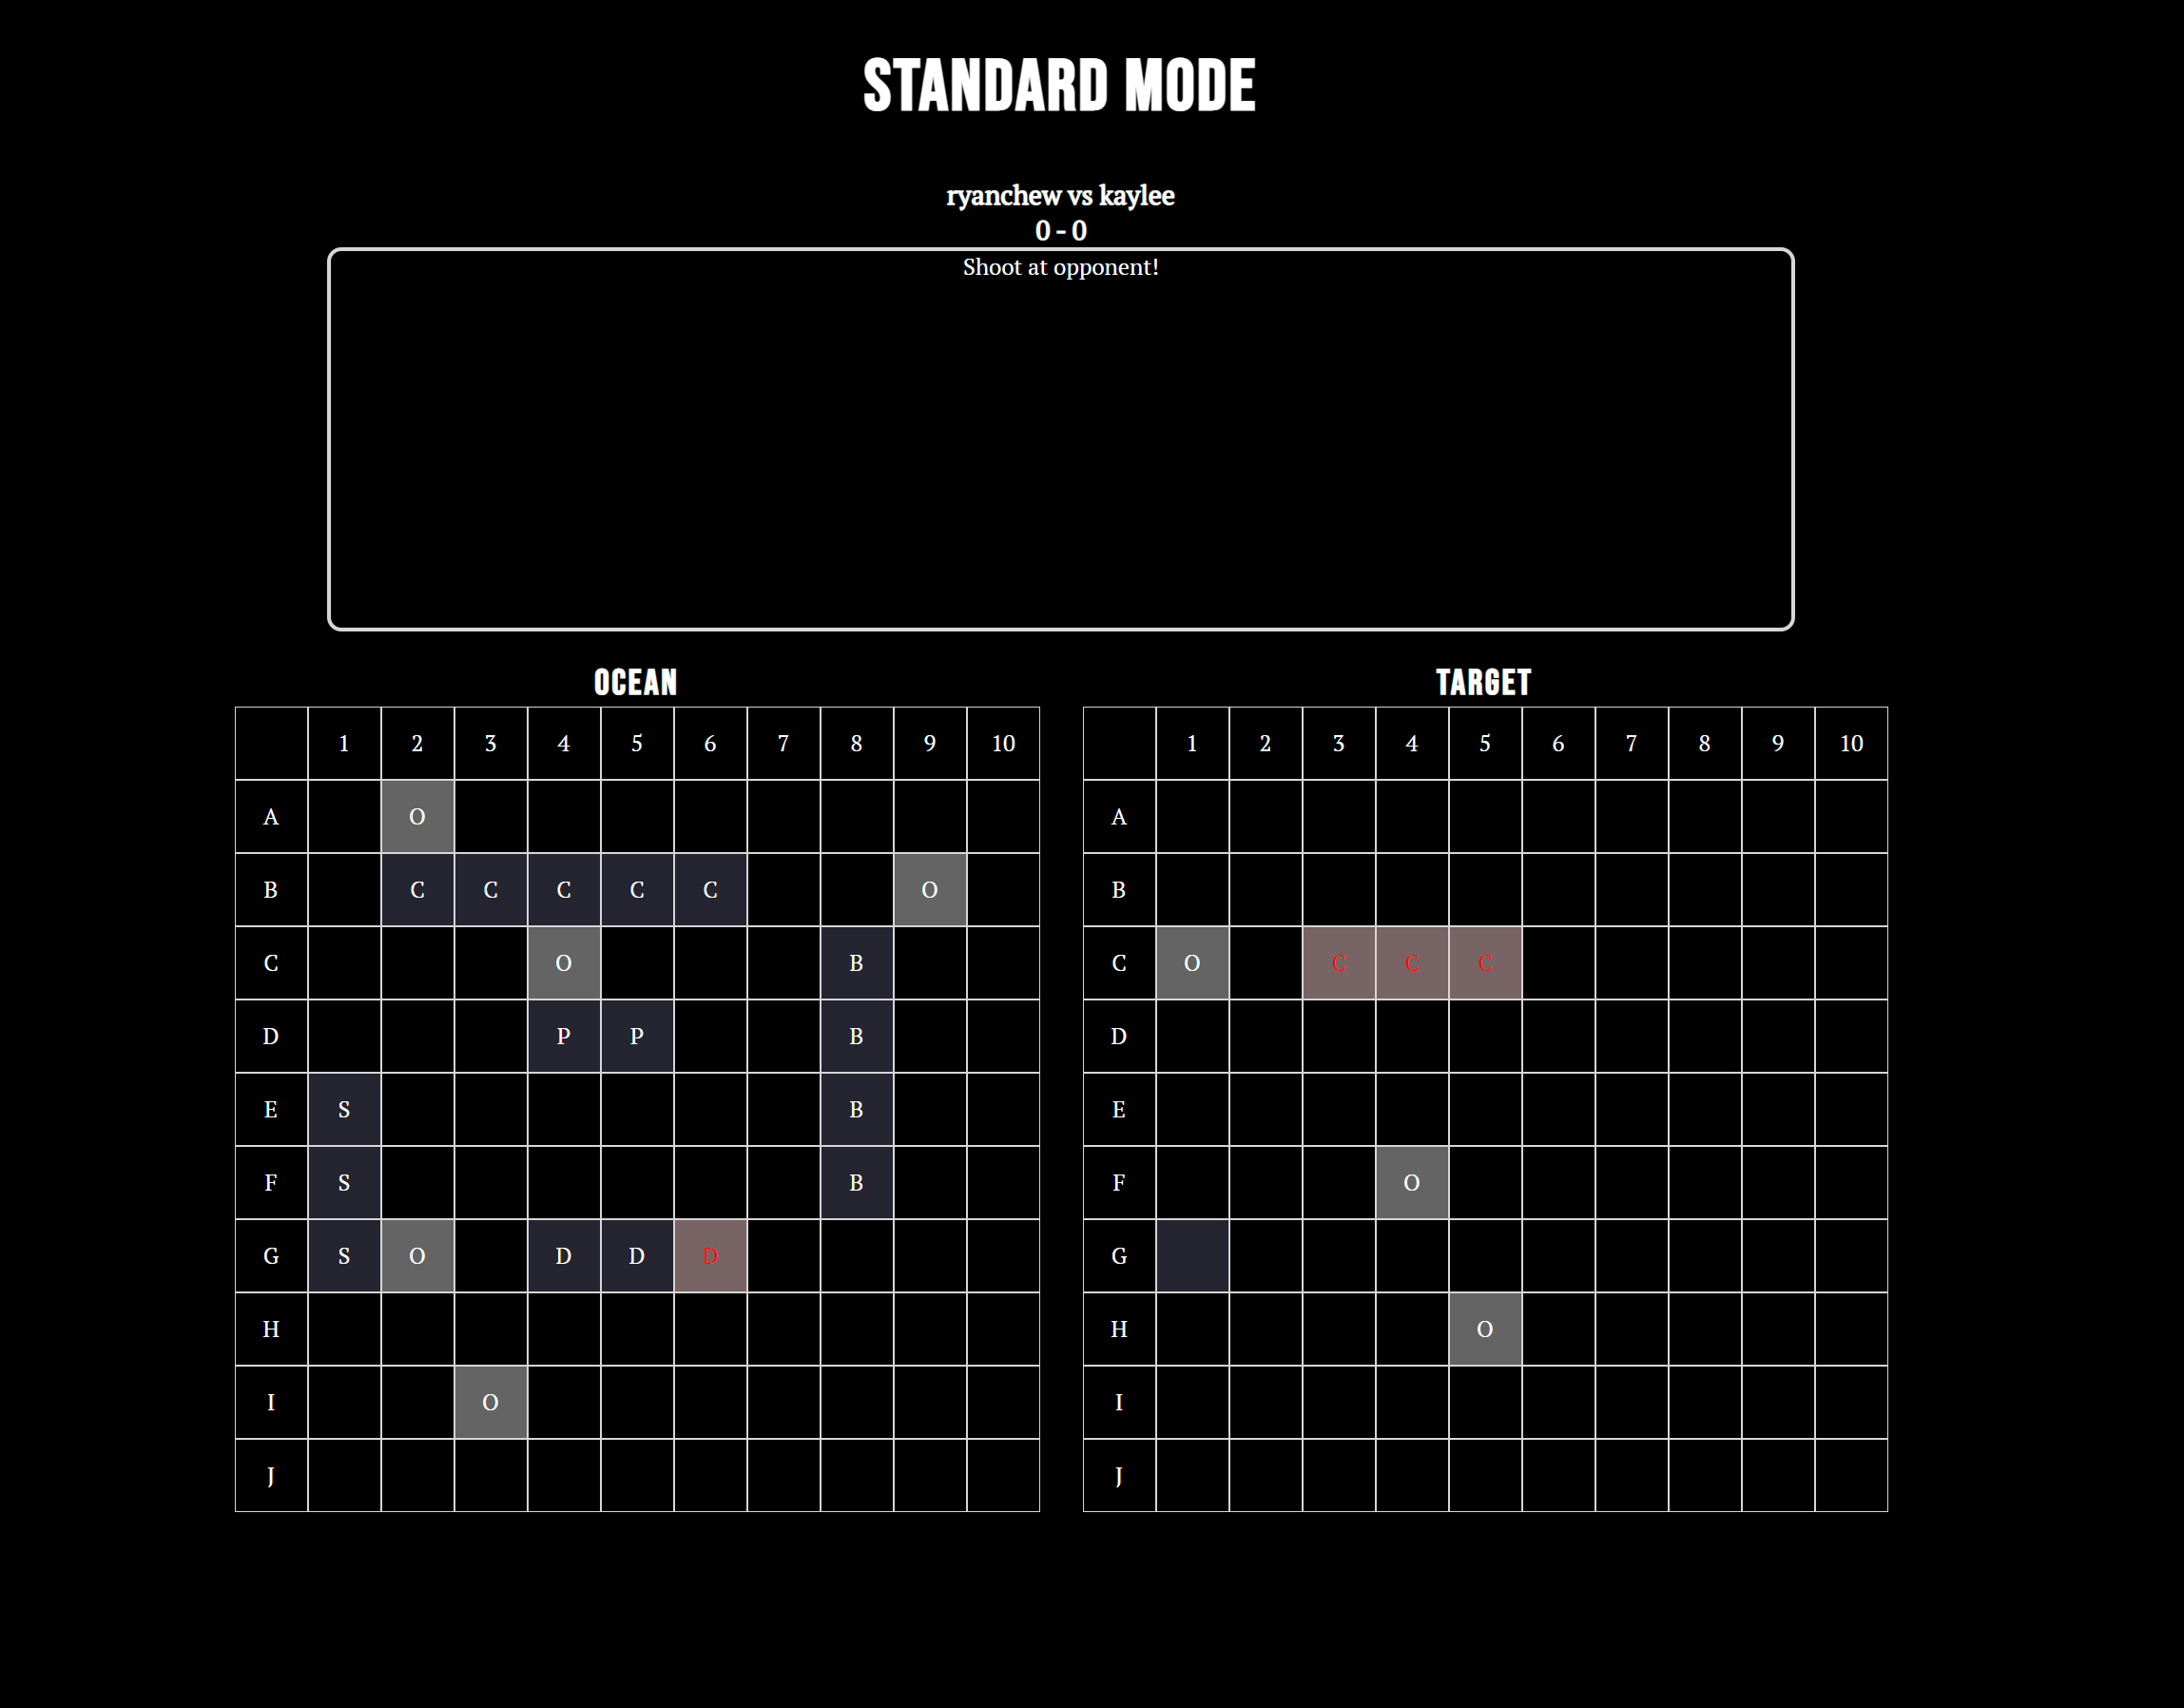 STANDARD MODE
ryanchew vs kaylee
0 - 0
Shoot at opponent!
OCEAN
1 2 3 4 5 6 7 8 9 10
A O
B C C C C C O
C O B
D P P B
E S B
F S B
G S O D D D
H
I O
J
TARGET
1 2 3 4 5 6 7 8 9 10
A
B
C O C C C
D
E
F O
G
H O
I
J